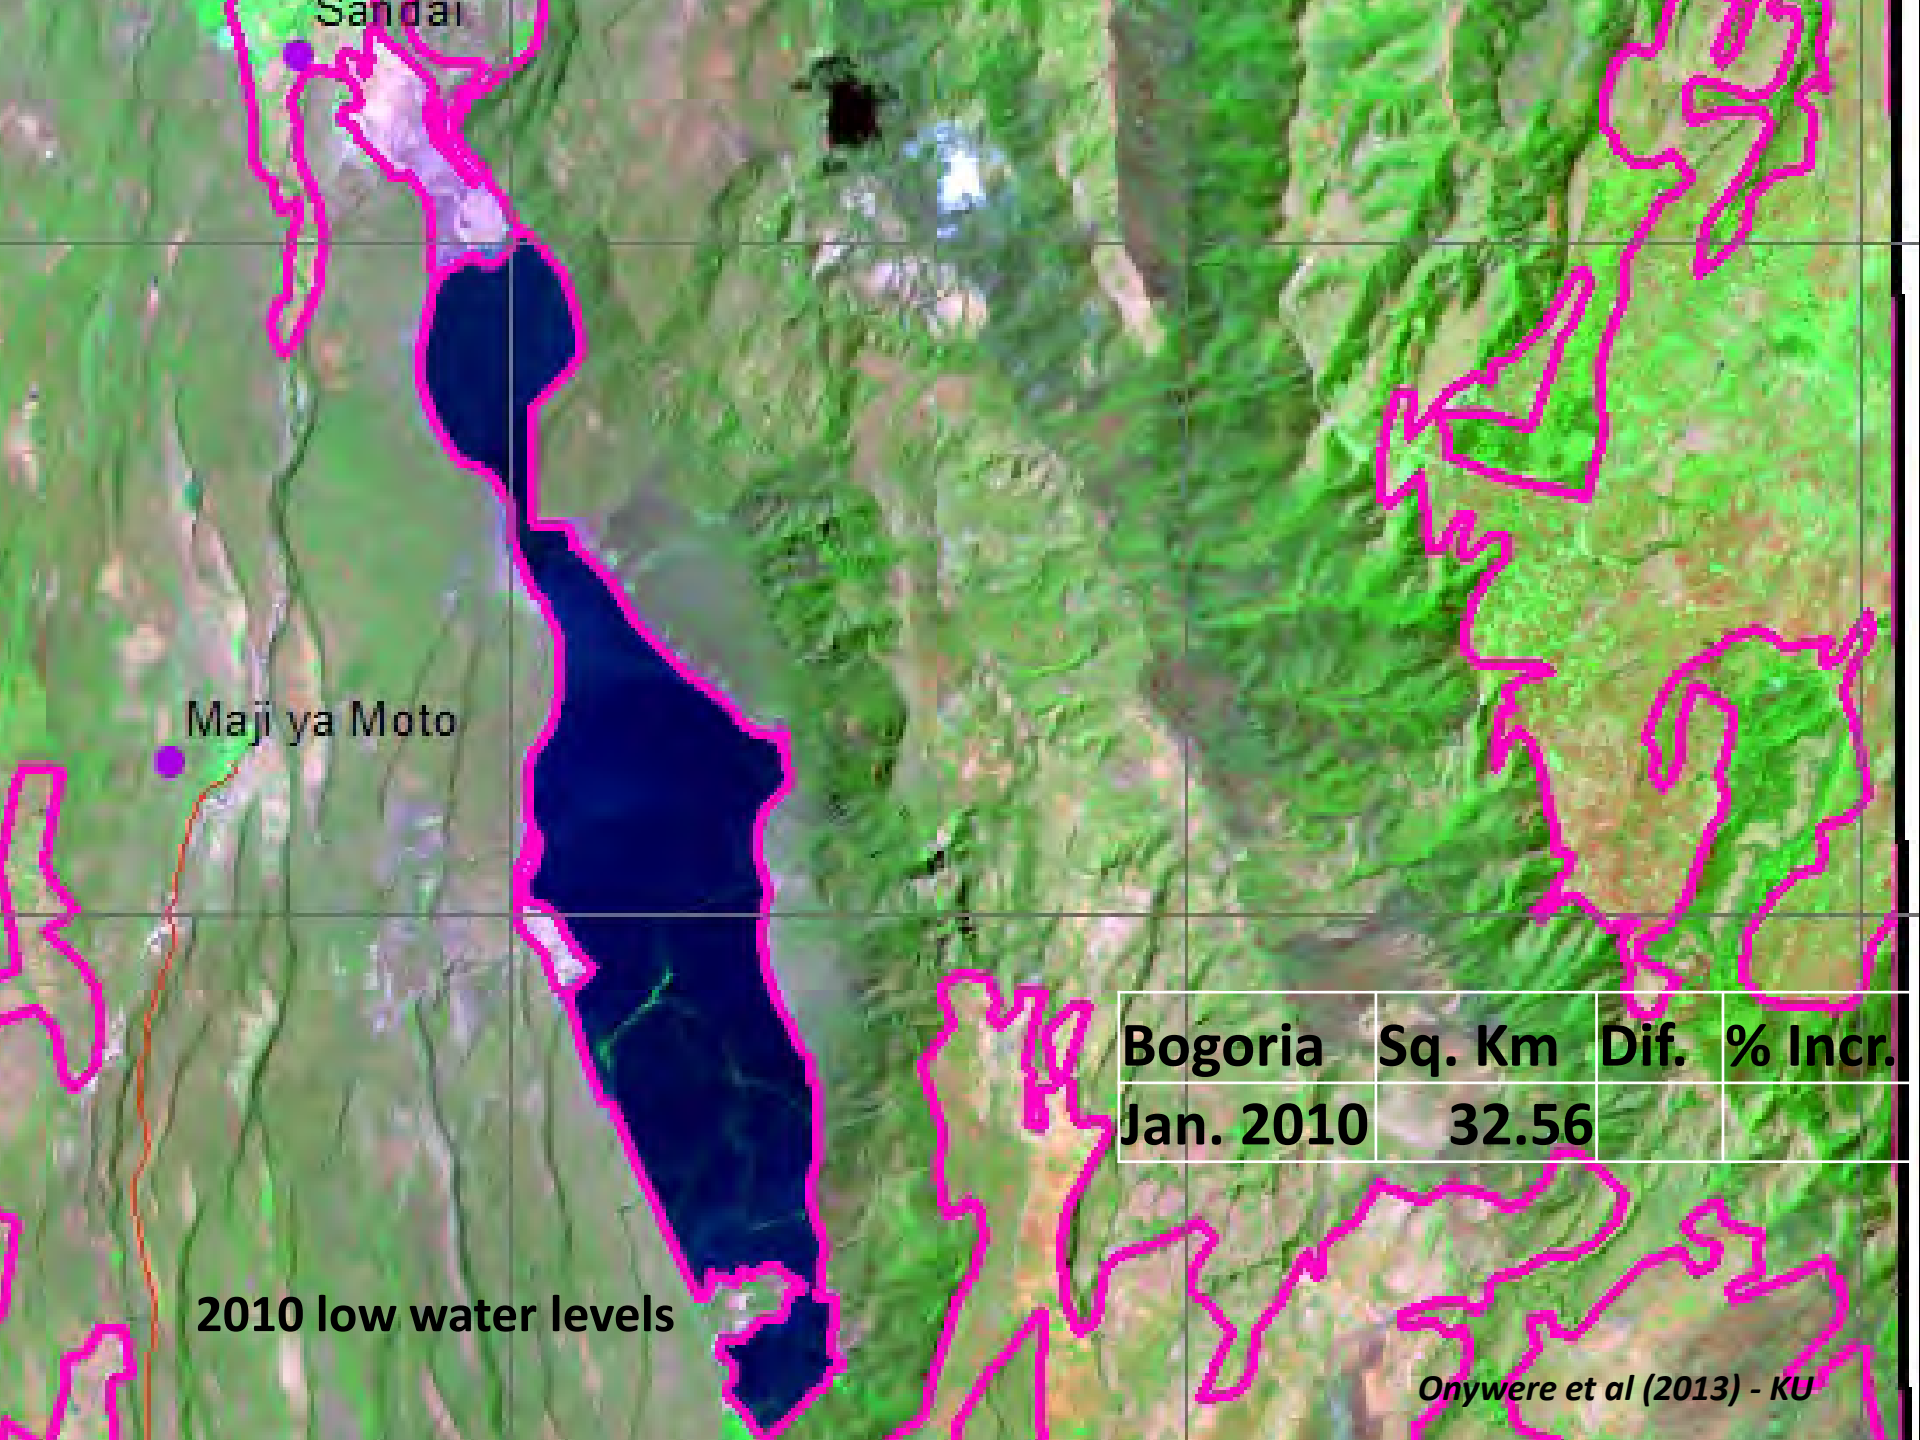 Sandai
Maji ya Moto
Bogoria Sq. Km Dif. % Incr.
Jan. 2010 32.56
2010 low water levels
Onywere et al (2013) - KU